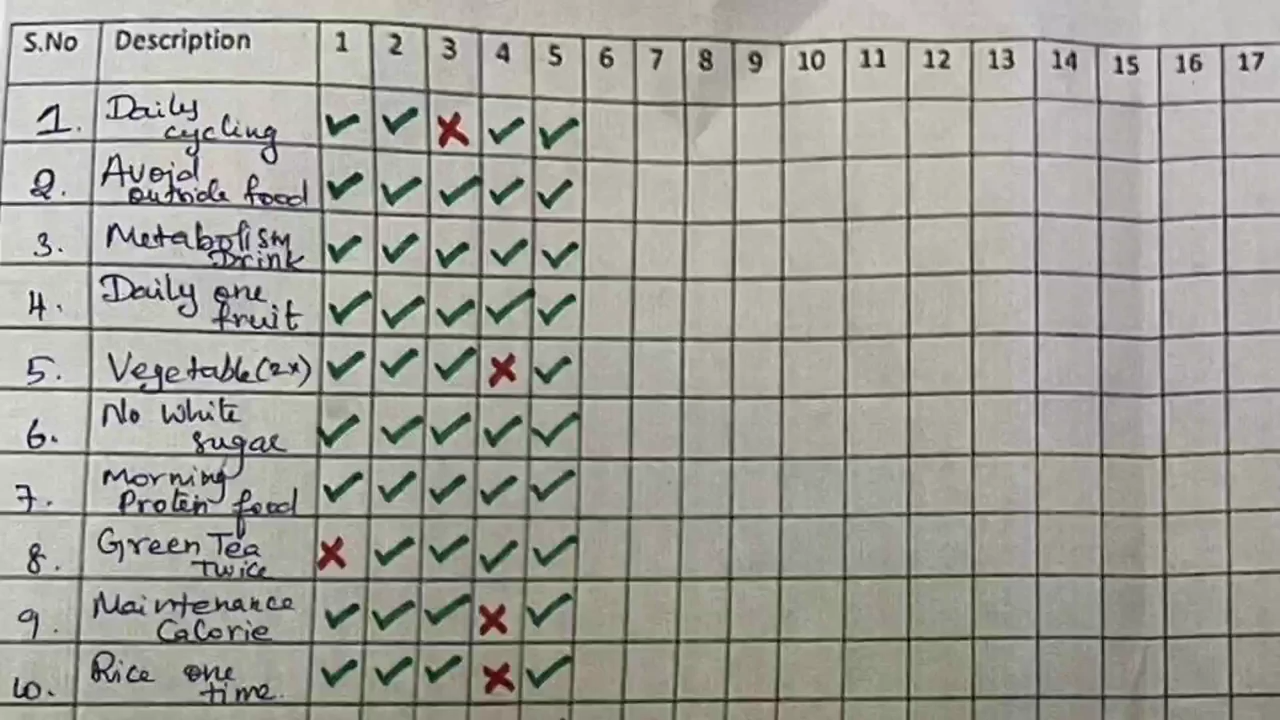 S.No Description 1 2 3 4 5 6 7 8 9 10 11 12 13 14 15 16 17
1. Daily cycling ✓ ✓ ✗ ✓ ✓
2. Avoid outside food ✓ ✓ ✓ ✓ ✓
3. Metabolism Drink ✓ ✓ ✓ ✓ ✓
4. Daily one fruit ✓ ✓ ✓ ✓ ✓
5. Vegetable (2x) ✓ ✓ ✓ ✗ ✓
6. No white sugar ✓ ✓ ✓ ✓ ✓
7. Morning Protein food ✓ ✓ ✓ ✓ ✓
8. Green Tea Twice ✗ ✓ ✓ ✓ ✓
9. Maintenance Calorie ✓ ✓ ✓ ✗ ✓
10. Rice one time. ✓ ✓ ✓ ✗ ✓